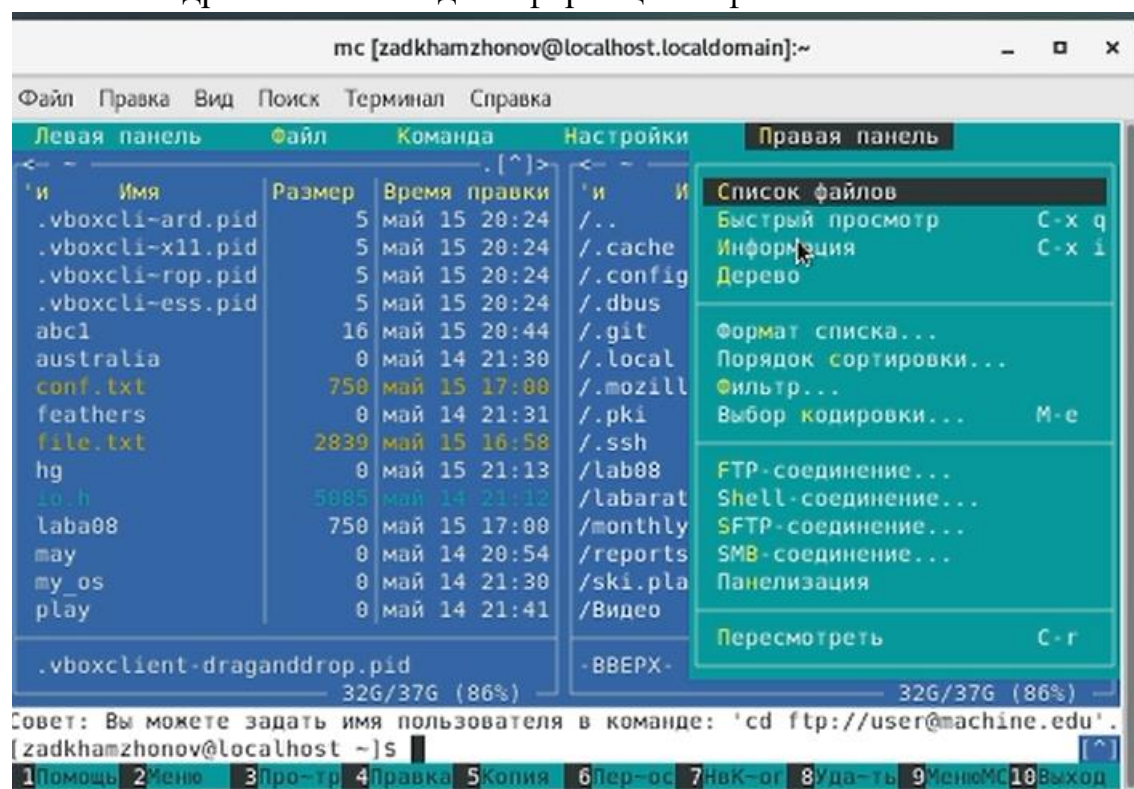 mc [zadkhamzhonov@localhost.localdomain]:~
Файл Правка Вид Поиск Терминал Справка
Левая панель Файл Команда Настройки Правая панель
<- ~ .[^]> <- ~
'и Имя Размер Время правки 'и И Список файлов
.vboxcli~ard.pid 5 май 15 20:24 /.. Быстрый просмотр C-x q
.vboxcli~x11.pid 5 май 15 20:24 /.cache Информация C-x i
.vboxcli~rop.pid 5 май 15 20:24 /.config Дерево
.vboxcli~ess.pid 5 май 15 20:24 /.dbus
abc1 16 май 15 20:44 /.git Формат списка...
australia 0 май 14 21:30 /.local Порядок сортировки...
conf.txt 750 май 15 17:00 /.mozill Фильтр...
feathers 0 май 14 21:31 /.pki Выбор кодировки... M-e
file.txt 2839 май 15 16:58 /.ssh
hg 0 май 15 21:13 /lab08 FTP-соединение...
io.h 5085 май 14 21:12 /labarat Shell-соединение...
laba08 750 май 15 17:00 /monthly SFTP-соединение...
may 0 май 14 20:54 /reports SMB-соединение...
my_os 0 май 14 21:30 /ski.pla Панелизация
play 0 май 14 21:41 /Видео
Пересмотреть C-r
.vboxclient-draganddrop.pid -ВВЕРХ-
32G/37G (86%) 32G/37G (86%)
Совет: Вы можете задать имя пользователя в команде: 'cd ftp://user@machine.edu'.
[zadkhamzhonov@localhost ~]$ [^]
1Помощь 2Меню 3Про~тр 4Правка 5Копия 6Пер~ос 7НвК~ог 8Уда~ть 9МенюМС 10Выход